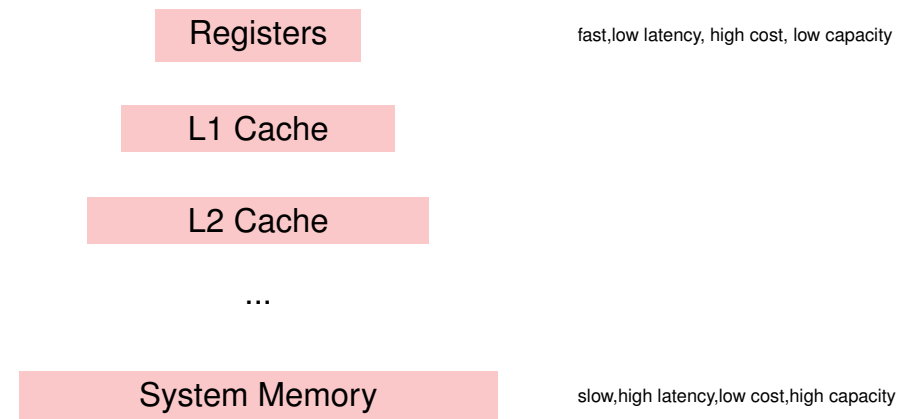 Registers
fast,low latency, high cost, low capacity
L1 Cache
L2 Cache
...
System Memory
slow,high latency,low cost,high capacity